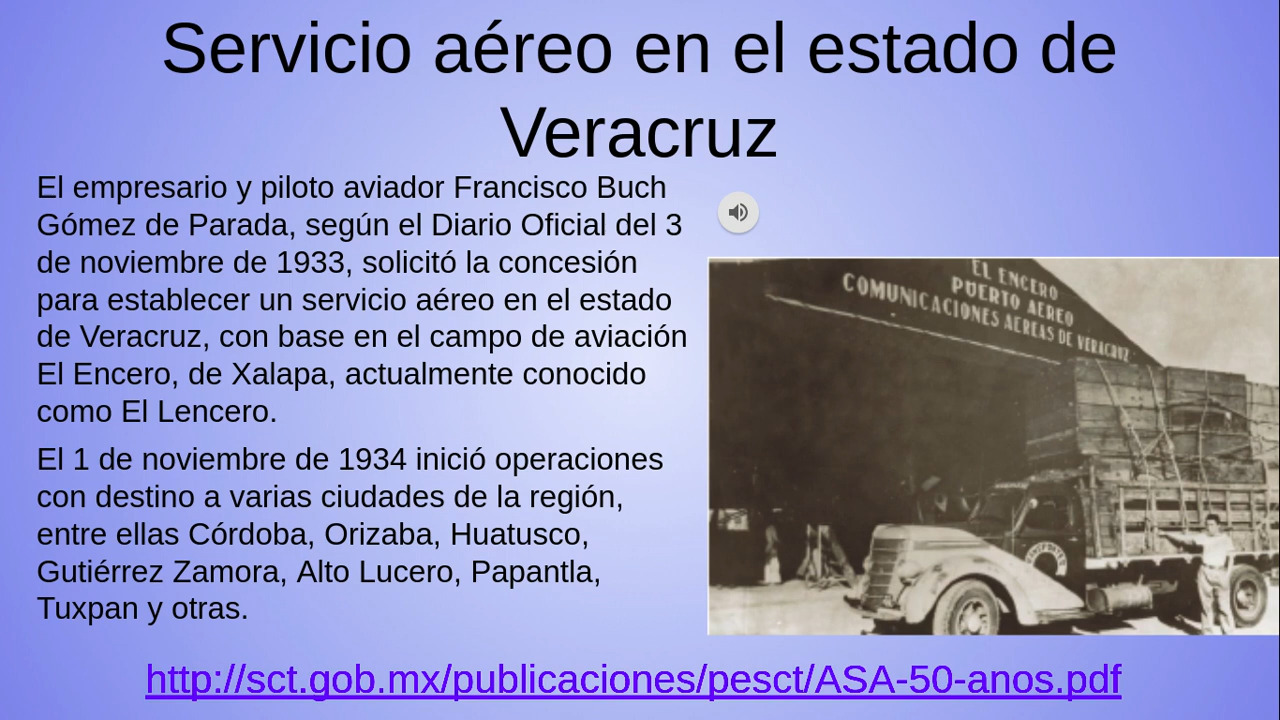 Servicio aéreo en el estado de
Veracruz
El empresario y piloto aviador Francisco Buch
Gómez de Parada, según el Diario Oficial del 3
de noviembre de 1933, solicitó la concesión
para establecer un servicio aéreo en el estado
de Veracruz, con base en el campo de aviación
El Encero, de Xalapa, actualmente conocido
como El Lencero.
El 1 de noviembre de 1934 inició operaciones
con destino a varias ciudades de la región,
entre ellas Córdoba, Orizaba, Huatusco,
Gutiérrez Zamora, Alto Lucero, Papantla,
Tuxpan y otras.
EL ENCERO
PUERTO AEREO
COMUNICACIONES AEREAS DE VERACRUZ
http://sct.gob.mx/publicaciones/pesct/ASA-50-anos.pdf